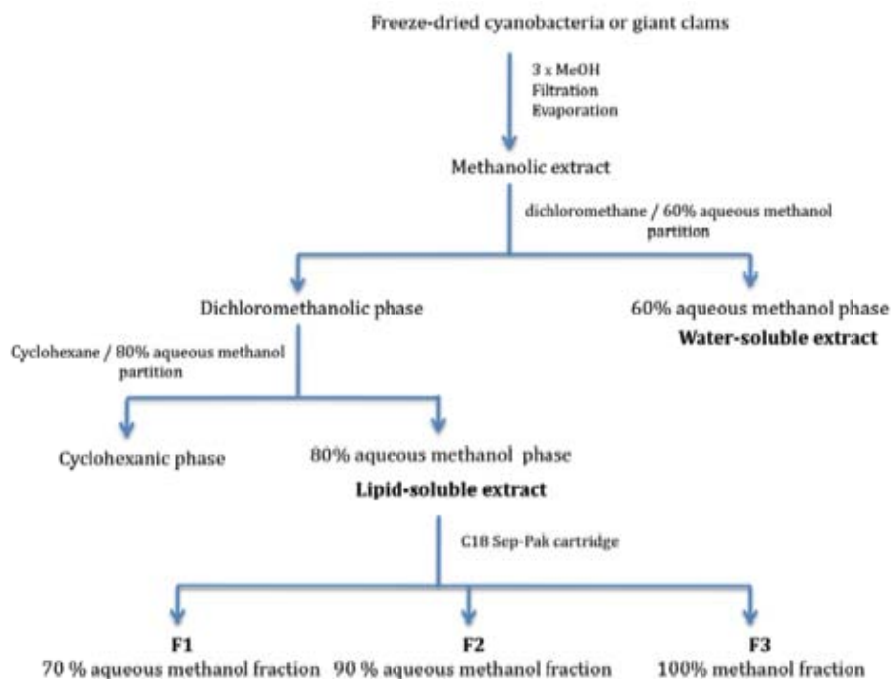 Freeze-dried cyanobacteria or giant clams
3 x MeOH
Filtration
Evaporation
Methanolic extract
dichloromethane / 60% aqueous methanol
partition
Dichloromethanolic phase
60% aqueous methanol phase
Water-soluble extract
Cyclohexane / 80% aqueous methanol
partition
Cyclohexanic phase
80% aqueous methanol phase
Lipid-soluble extract
C18 Sep-Pak cartridge
F1
70 % aqueous methanol fraction
F2
90 % aqueous methanol fraction
F3
100% methanol fraction